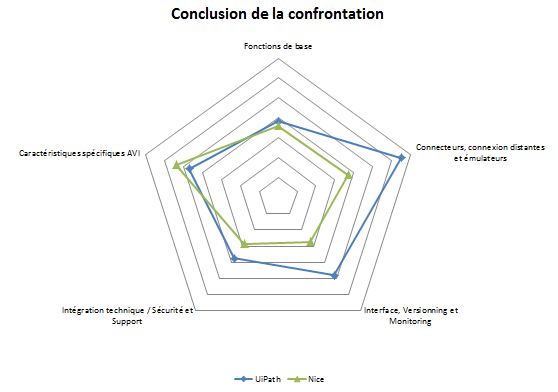 Conclusion de la confrontation
Fonctions de base
Connecteurs, connexion distantes
et émulateurs
Interface, Versionning et
Monitoring
Intégration technique / Sécurité et
Support
Caractéristiques spécifiques AVI
UiPath
Nice